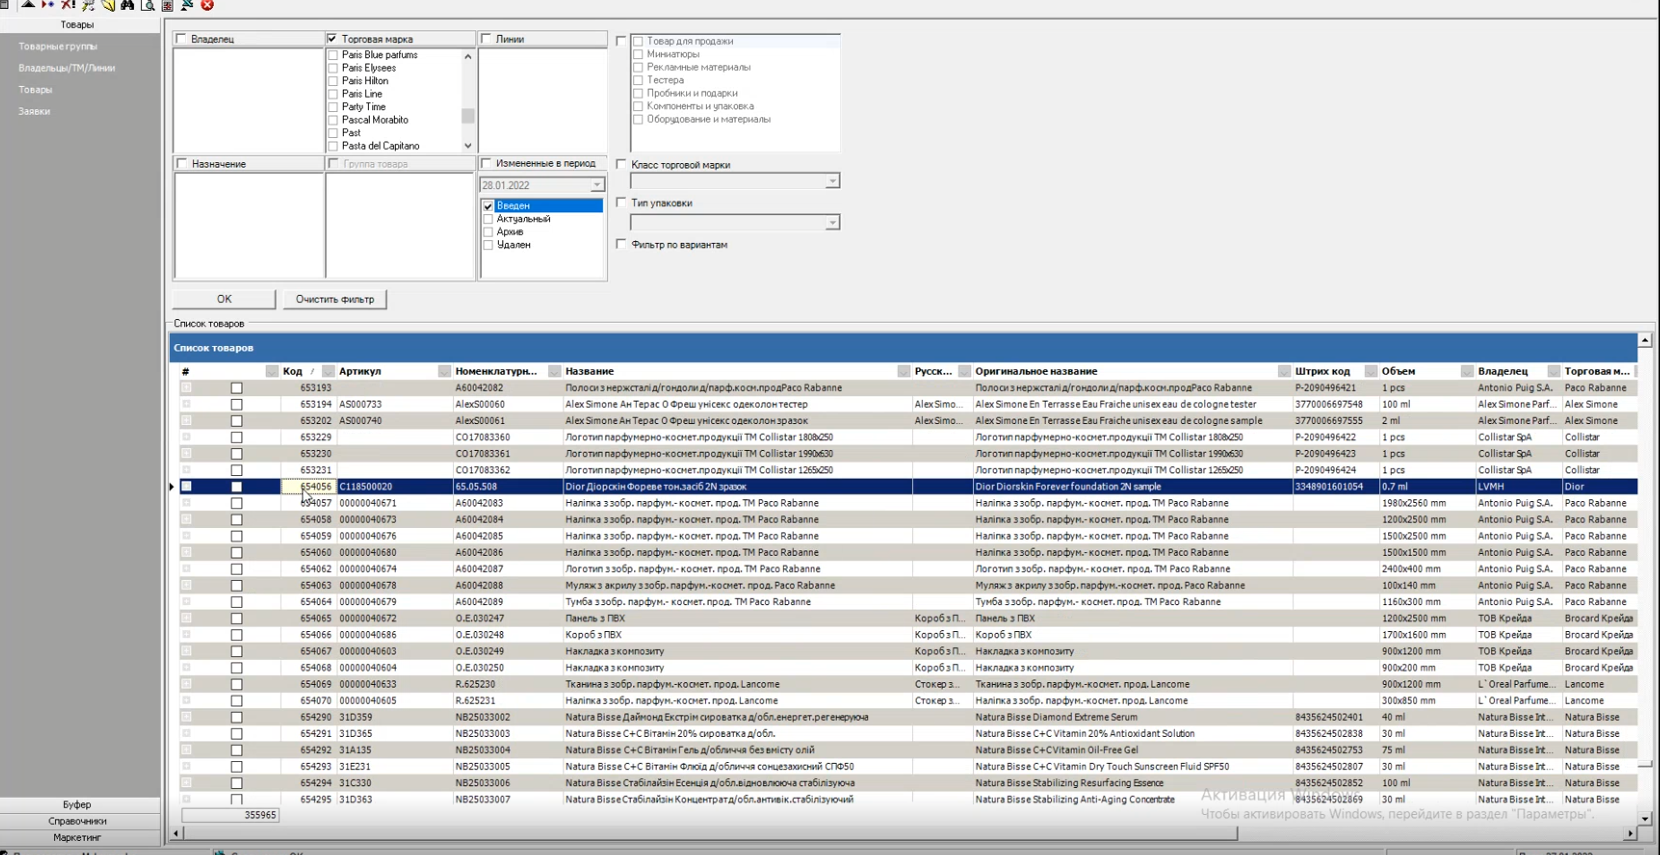 Товары
Товарные группы
Владельцы/ТМ/Линии
Товары
Заявки
Владелец
Торговая марка
Линии
Paris Blue parfums
Paris Elysees
Paris Hilton
Paris Line
Party Time
Pascal Morabito
Past
Pasta del Capitano
Товар для продажи
Миниатюры
Рекламные материалы
Тестера
Пробники и подарки
Компоненты и упаковка
Оборудование и материалы
Назначение
Группа товара
Измененные в период
28.01.2022
Введен
Актуальный
Архив
Удален
Класс торговой марки
Тип упаковки
Фильтр по вариантам
OK Очистить фильтр
Список товаров
Список товаров
# Код / Артикул Номенклатурн... Название Русск... Оригинальное название Штрих код Объем Владелец Торговая м...
653193 A60042082 Полоси з нержсталі д/гондоли д/парф.косм.продPaco Rabanne Полоси з нержсталі д/гондоли д/парф.косм.продPaco Rabanne P-2090496421 1 pcs Antonio Puig S.A. Paco Rabanne
653194 AS000733 AlexS00060 Alex Simone Ан Терас О Фреш унісекс одеколон тестер Alex Simo... Alex Simone En Terrasse Eau Fraiche unisex eau de cologne tester 3770006697548 100 ml Alex Simone Parf... Alex Simone
653202 AS000740 AlexS00061 Alex Simone Ан Терас О Фреш унісекс одеколон зразок Alex Simo... Alex Simone En Terrasse Eau Fraiche unisex eau de cologne sample 3770006697555 2 ml Alex Simone Parf... Alex Simone
653229 CO17083360 Логотип парфумерно-космет.продукції ТМ Collistar 1808x250 Логотип парфумерно-космет.продукції ТМ Collistar 1808x250 P-2090496422 1 pcs Collistar SpA Collistar
653230 CO17083361 Логотип парфумерно-космет.продукції ТМ Collistar 1990x630 Логотип парфумерно-космет.продукції ТМ Collistar 1990x630 P-2090496423 1 pcs Collistar SpA Collistar
653231 CO17083362 Логотип парфумерно-космет.продукції ТМ Collistar 1265x250 Логотип парфумерно-космет.продукції ТМ Collistar 1265x250 P-2090496424 1 pcs Collistar SpA Collistar
654056 C118500020 65.05.508 Dior Діорскін Фореве тон.засіб 2N зразок Dior Diorskin Forever foundation 2N sample 3348901601054 0.7 ml LVMH Dior
654057 00000040671 A60042083 Наліпка з зобр. парфум.- космет. прод. ТМ Paco Rabanne Наліпка з зобр. парфум.- космет. прод. ТМ Paco Rabanne 1980x2560 mm Antonio Puig S.A. Paco Rabanne
654058 00000040673 A60042084 Наліпка з зобр. парфум.- космет. прод. ТМ Paco Rabanne Наліпка з зобр. парфум.- космет. прод. ТМ Paco Rabanne 1200x2500 mm Antonio Puig S.A. Paco Rabanne
654059 00000040676 A60042085 Наліпка з зобр. парфум.- космет. прод. ТМ Paco Rabanne Наліпка з зобр. парфум.- космет. прод. ТМ Paco Rabanne 1500x2500 mm Antonio Puig S.A. Paco Rabanne
654060 00000040680 A60042086 Наліпка з зобр. парфум.- космет. прод. ТМ Paco Rabanne Наліпка з зобр. парфум.- космет. прод. ТМ Paco Rabanne 1500x1500 mm Antonio Puig S.A. Paco Rabanne
654062 00000040674 A60042087 Логотип з зобр. парфум.- космет. прод. ТМ Paco Rabanne Логотип з зобр. парфум.- космет. прод. ТМ Paco Rabanne 2400x400 mm Antonio Puig S.A. Paco Rabanne
654063 00000040678 A60042088 Муляж з акрилу з зобр. парфум.-космет. прод. Paco Rabanne Муляж з акрилу з зобр. парфум.-космет. прод. Paco Rabanne 100x140 mm Antonio Puig S.A. Paco Rabanne
654064 00000040679 A60042089 Тумба з зобр. парфум.- космет. прод. ТМ Paco Rabanne Тумба з зобр. парфум.- космет. прод. ТМ Paco Rabanne 1160x300 mm Antonio Puig S.A. Paco Rabanne
654065 00000040672 O.E.030247 Панель з ПВХ Короб з П... Панель з ПВХ 1200x2500 mm ТОВ Крейда Brocard Крейда
654066 00000040686 O.E.030248 Короб з ПВХ Короб з П... Короб з ПВХ 1700x1600 mm ТОВ Крейда Brocard Крейда
654067 00000040603 O.E.030249 Накладка з композиту Короб з П... Накладка з композиту 900x1200 mm ТОВ Крейда Brocard Крейда
654068 00000040604 O.E.030250 Накладка з композиту Короб з П... Накладка з композиту 900x200 mm ТОВ Крейда Brocard Крейда
654069 00000040633 R.625230 Тканина з зобр. парфум.-космет. прод. Lancome Стокер з... Тканина з зобр. парфум.-космет. прод. Lancome 900x1200 mm L`Oreal Parfume... Lancome
654070 00000040605 R.625231 Наліпка з зобр. парфум.-космет. прод. Lancome Стокер з... Наліпка з зобр. парфум.-космет. прод. Lancome 300x850 mm L`Oreal Parfume... Lancome
654290 31D359 NB25033002 Natura Bisse Даймонд Екстрім сироватка д/обл.енергет.регенеруюча Natura Bisse Diamond Extreme Serum 8435624502401 40 ml Natura Bisse Int... Natura Bisse
654291 31D365 NB25033003 Natura Bisse C+C Вітамін 20% сироватка д/обл. Natura Bisse C+C Vitamin 20% Antioxidant Solution 8435624502838 30 ml Natura Bisse Int... Natura Bisse
654292 31A135 NB25033004 Natura Bisse C+C Вітамін Гель д/обличчя без вмісту олій Natura Bisse C+C Vitamin Oil-Free Gel 8435624502753 75 ml Natura Bisse Int... Natura Bisse
654293 31E231 NB25033005 Natura Bisse C+C Вітамін Флюїд д/обличчя сонцезахисний СПФ50 Natura Bisse C+C Vitamin Dry Touch Sunscreen Fluid SPF50 8435624502807 30 ml Natura Bisse Int... Natura Bisse
654294 31C330 NB25033006 Natura Bisse Стабілайзін Есенція д/обл.відновлююча стабілізуюча Natura Bisse Stabilizing Resurfacing Essence 8435624502852 100 ml Natura Bisse Int... Natura Bisse
654295 31D363 NB25033007 Natura Bisse Стабілайзін Концентрат д/обл.антивік.стабілізуючий Natura Bisse Stabilizing Anti-Aging Concentrate 8435624502869 30 ml Natura Bisse Int... Natura Bisse
355965
Активация Windows
Чтобы активировать Windows, перейдите в раздел "Параметры".
Буфер
Справочники
Маркетинг